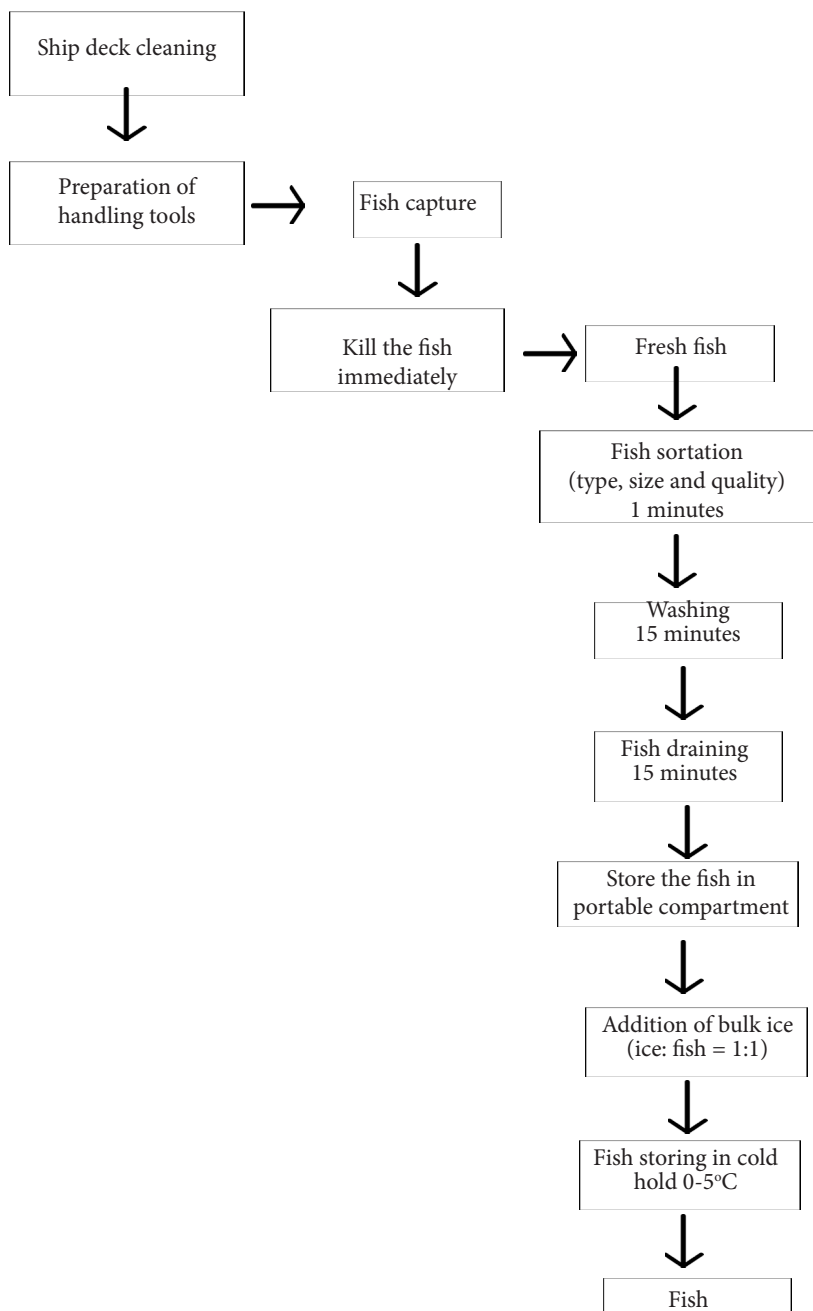 Ship deck cleaning
Preparation of
handling tools
Fish capture
Kill the fish
immediately
Fresh fish
Fish sortation
(type, size and quality)
1 minutes
Washing
15 minutes
Fish draining
15 minutes
Store the fish in
portable compartment
Addition of bulk ice
(ice: fish = 1:1)
Fish storing in cold
hold 0-5°C
Fish